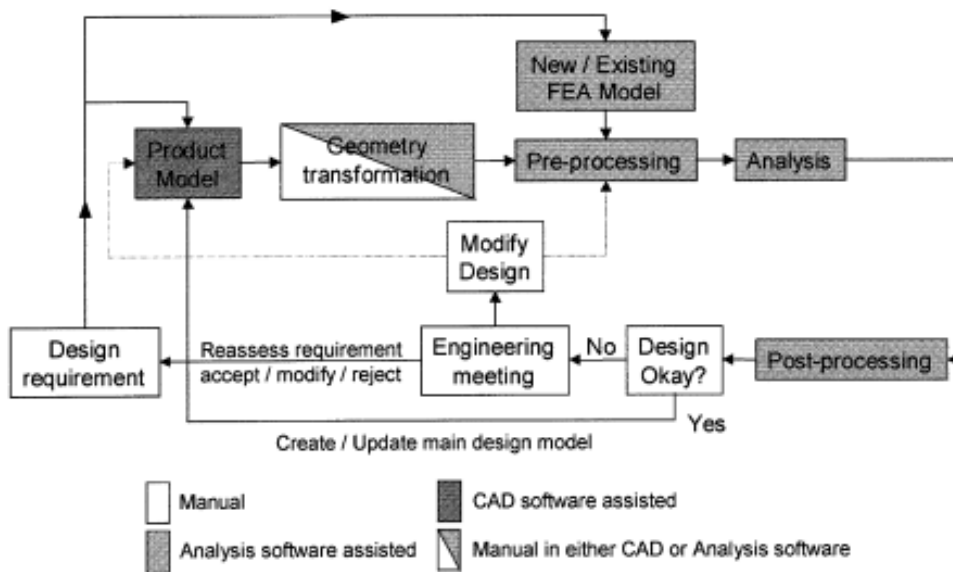 New / Existing
FEA Model
Product
Model
Geometry
transformation
Pre-processing
Analysis
Modify
Design
Design
requirement
Reassess requirement
accept / modify / reject
Engineering
meeting
No
Design
Okay?
Post-processing
Yes
Create / Update main design model
Manual
CAD software assisted
Analysis software assisted
Manual in either CAD or Analysis software